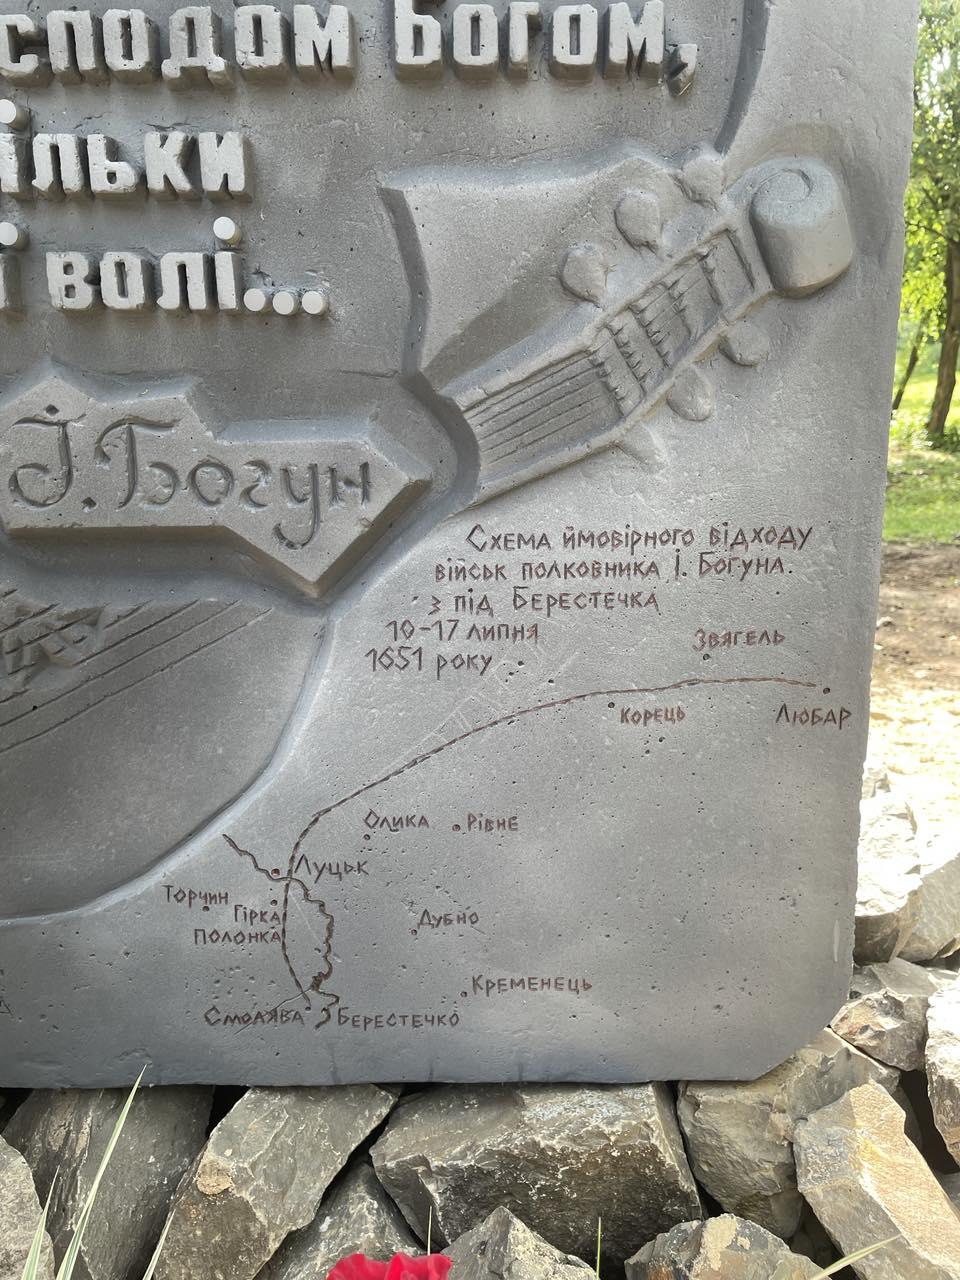 сподом Богом,
волі...
І. Богун
Схема ймовірного відходу
військ полковника І. Богуна.
з під Берестечка
10-17 липня
1651 року
Звягель
Корець
Любар
Олика
Рівне
Луцьк
Торчин
Гірка
Полонка
Дубно
Кременець
Смолява
Берестечко